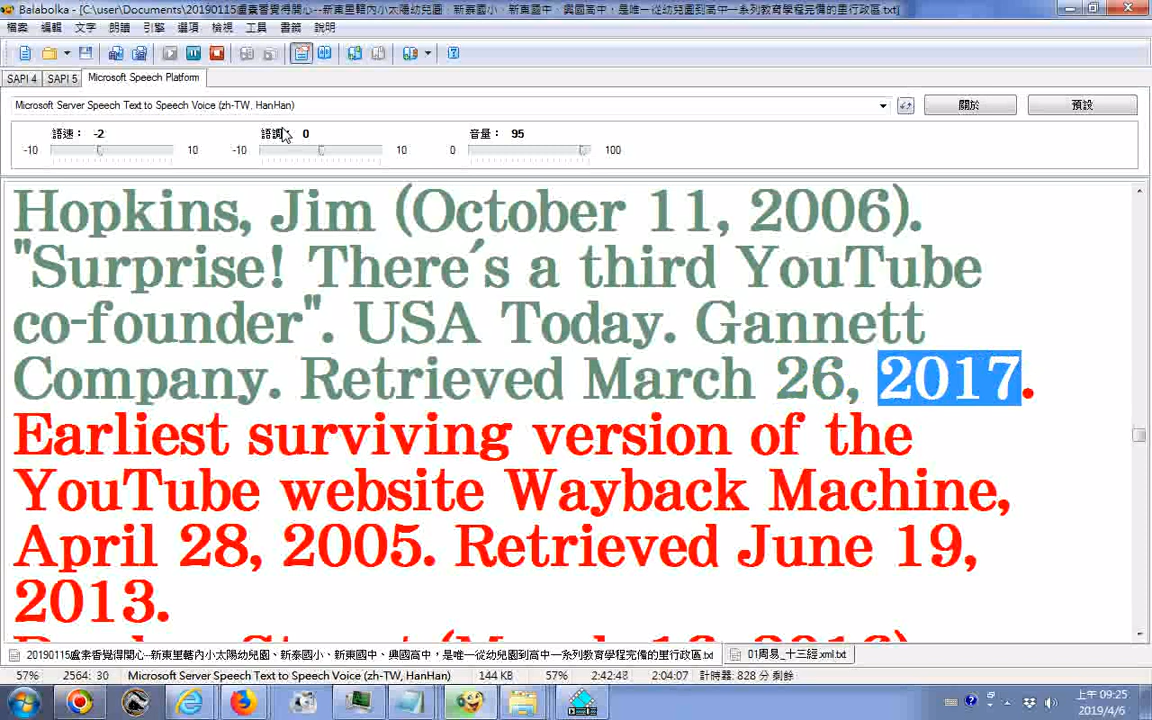 Balabolka - [C:\user\Documents\20190115盧素香覺得開心--新東里轄內小太陽幼兒園、新泰國小、新東國中、興國高中，是唯一從幼兒園到高中一系列教育學程完備的里行政區.txt]
檔案 編輯 文字 朗讀 引擎 選項 檢視 工具 書籤 說明
SAPI 4 SAPI 5 Microsoft Speech Platform
Microsoft Server Speech Text to Speech Voice (zh-TW, HanHan) 關於 預設
語速： -2 語調： 0 音量： 95
-10 10 -10 10 0 100
Hopkins, Jim (October 11, 2006).
"Surprise! There´s a third YouTube
co-founder". USA Today. Gannett
Company. Retrieved March 26, 2017.
Earliest surviving version of the
YouTube website Wayback Machine,
April 28, 2005. Retrieved June 19,
2013.
20190115盧素香覺得開心--新東里轄內小太陽幼兒園、新泰國小、新東國中、興國高中，是唯一從幼兒園到高中一系列教育學程完備的里行政區.txt 01周易_十三經.xml.txt
57% 2564: 30 Microsoft Server Speech Text to Speech Voice (zh-TW, HanHan) 144 KB 57% 2:42:48 2:04:07 計時器: 828 分 剩餘
上午 09:25
2019/4/6